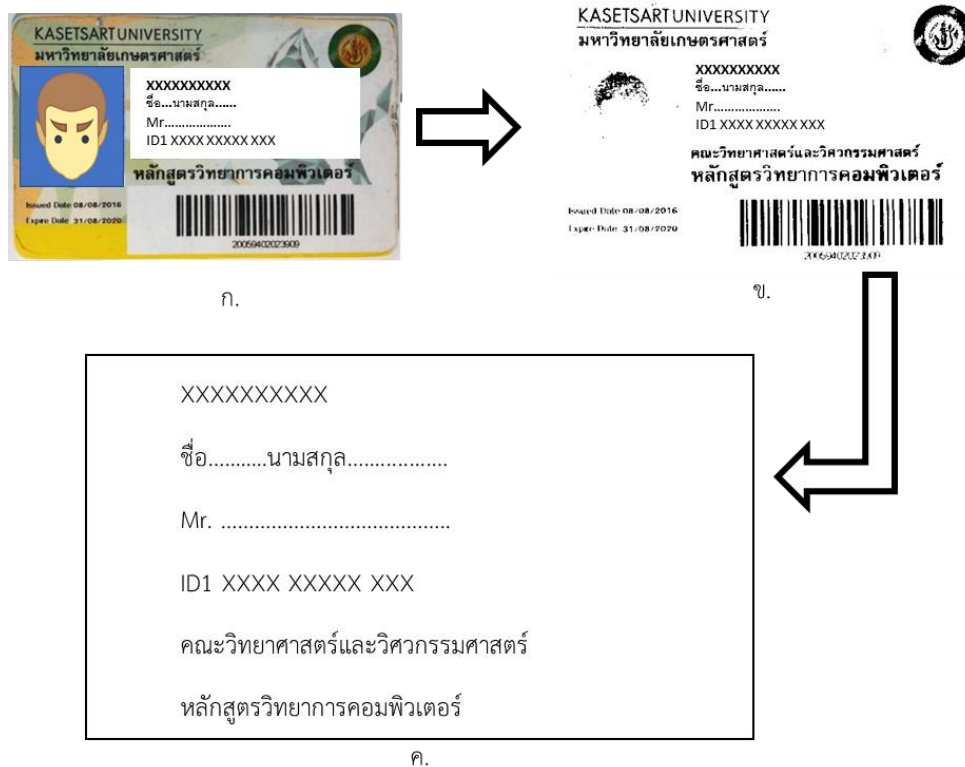 KASETSART UNIVERSITY
มหาวิทยาลัยเกษตรศาสตร์
XXXXXXXXXX
ชื่อ...นามสกุล......
Mr..................
ID1 XXXX XXXXX XXX
หลักสูตรวิทยาการคอมพิวเตอร์
Issued Date 08/08/2016
Expire Date 31/08/2020
20059402023909
ก.
KASETSART UNIVERSITY
มหาวิทยาลัยเกษตรศาสตร์
XXXXXXXXXX
ชื่อ...นามสกุล......
Mr..................
ID1 XXXX XXXXX XXX
คณะวิทยาศาสตร์และวิศวกรรมศาสตร์
หลักสูตรวิทยาการคอมพิวเตอร์
Issued Date 08/08/2016
Expire Date 31/08/2020
ข.
XXXXXXXXXX
ชื่อ...........นามสกุล..................
Mr. ..........................................
ID1 XXXX XXXXX XXX
คณะวิทยาศาสตร์และวิศวกรรมศาสตร์
หลักสูตรวิทยาการคอมพิวเตอร์
ค.